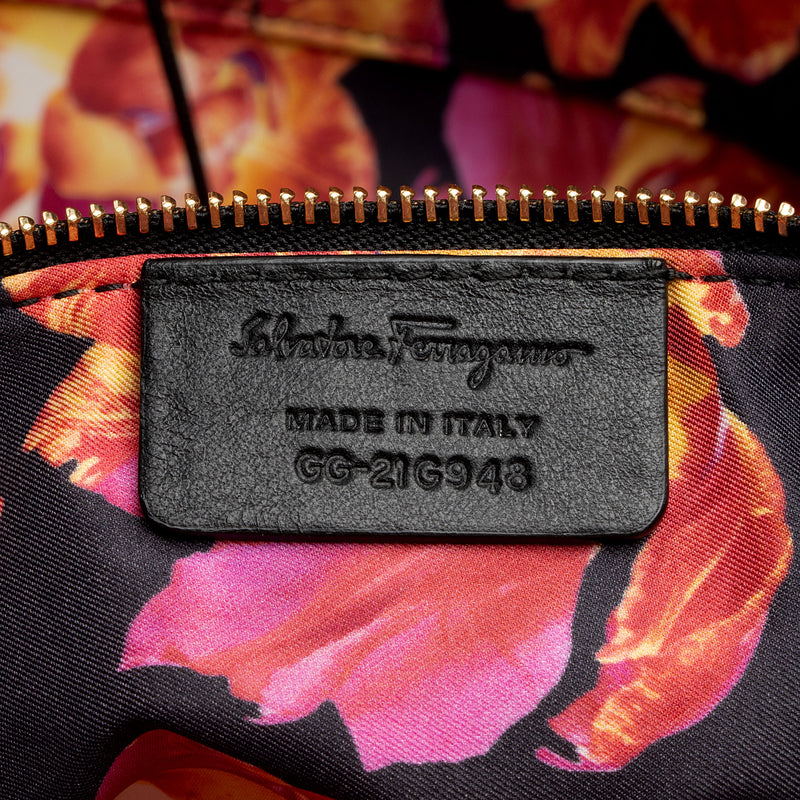 Salvatore Ferragamo
MADE IN ITALY
GG-21G948